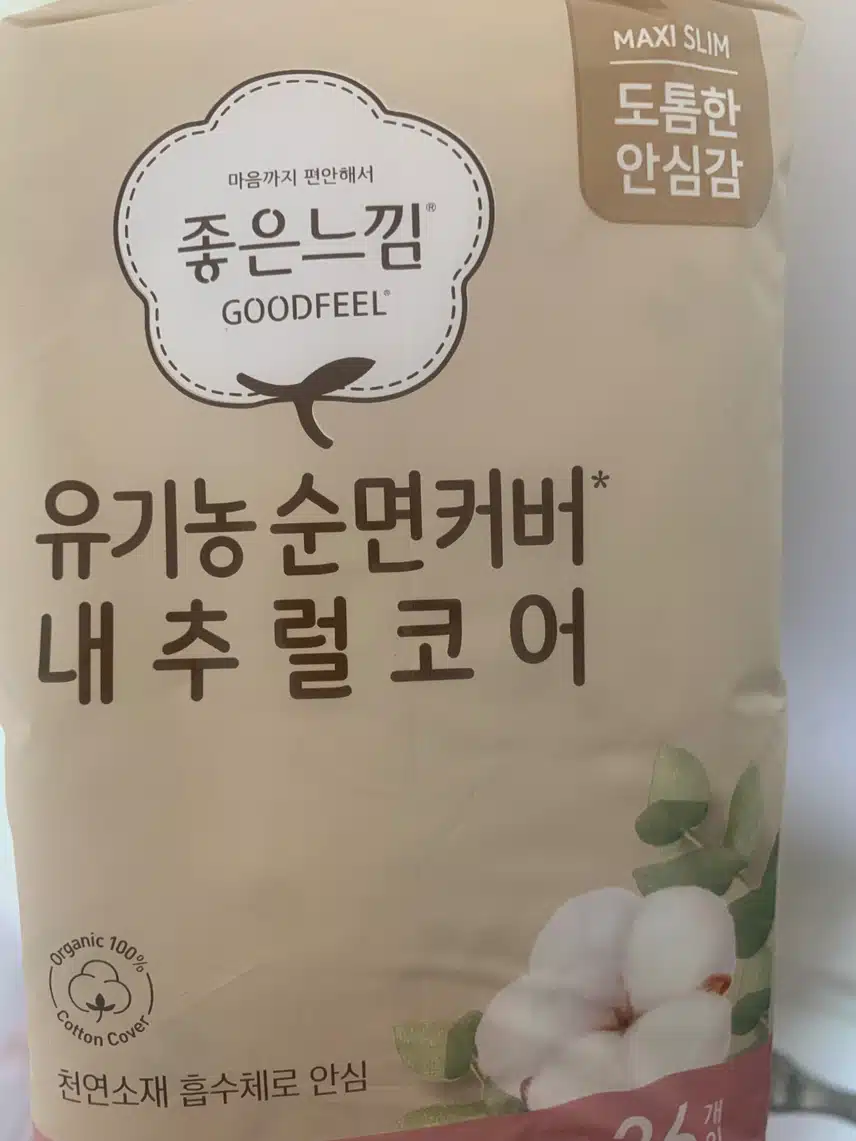 MAXI SLIM
도톰한
안심감
마음까지 편안해서
좋은느낌®
GOODFEEL®
유기농 순면커버*
내추럴코어
Organic 100%
Cotton Cover
천연소재 흡수체로 안심
개